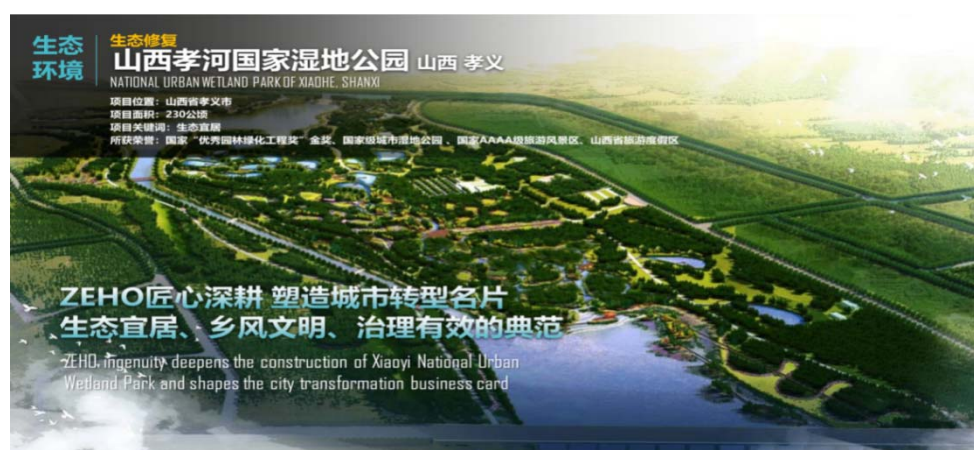 生态
环境
生态修复
山西孝河国家湿地公园 山西 孝义
NATIONAL URBAN WETLAND PARK OF XIAOHE, SHANXI
项目位置：山西省孝义市
项目面积：230公顷
项目关键词：生态宜居
所获荣誉：国家“优秀园林绿化工程奖”金奖、国家级城市湿地公园、国家AAAA级旅游风景区、山西省旅游度假区
ZEHO匠心深耕 塑造城市转型名片
生态宜居、乡风文明、治理有效的典范
ZEHO ingenuity deepens the construction of Xiaoyi National Urban
Wetland Park and shapes the city transformation business card